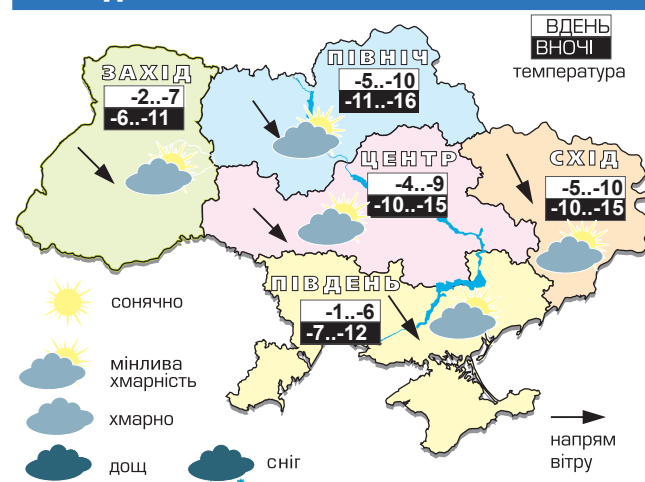 ВДЕНЬ
ВНОЧІ
температура
ПІВНІЧ
-5..-10
-11..-16
ЗАХІД
-2..-7
-6..-11
ЦЕНТР
-4..-9
-10..-15
СХІД
-5..-10
-10..-15
ПІВДЕНЬ
-1..-6
-7..-12
сонячно
мінлива
хмарність
хмарно
дощ
сніг
напрям
вітру